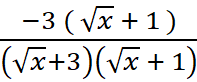 −3 ( √x + 1 )
(√x+3)(√x + 1)